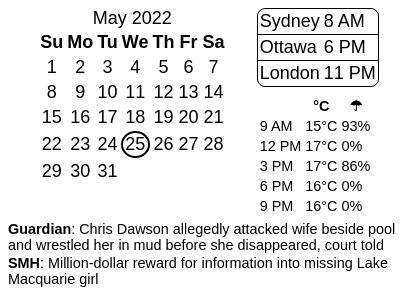 May 2022
Su Mo Tu We Th Fr Sa
1 2 3 4 5 6 7
8 9 10 11 12 13 14
15 16 17 18 19 20 21
22 23 24 25 26 27 28
29 30 31
Sydney 8 AM
Ottawa 6 PM
London 11 PM
°C ☂
9 AM 15°C 93%
12 PM 17°C 0%
3 PM 17°C 86%
6 PM 16°C 0%
9 PM 16°C 0%
Guardian: Chris Dawson allegedly attacked wife beside pool
and wrestled her in mud before she disappeared, court told
SMH: Million-dollar reward for information into missing Lake
Macquarie girl